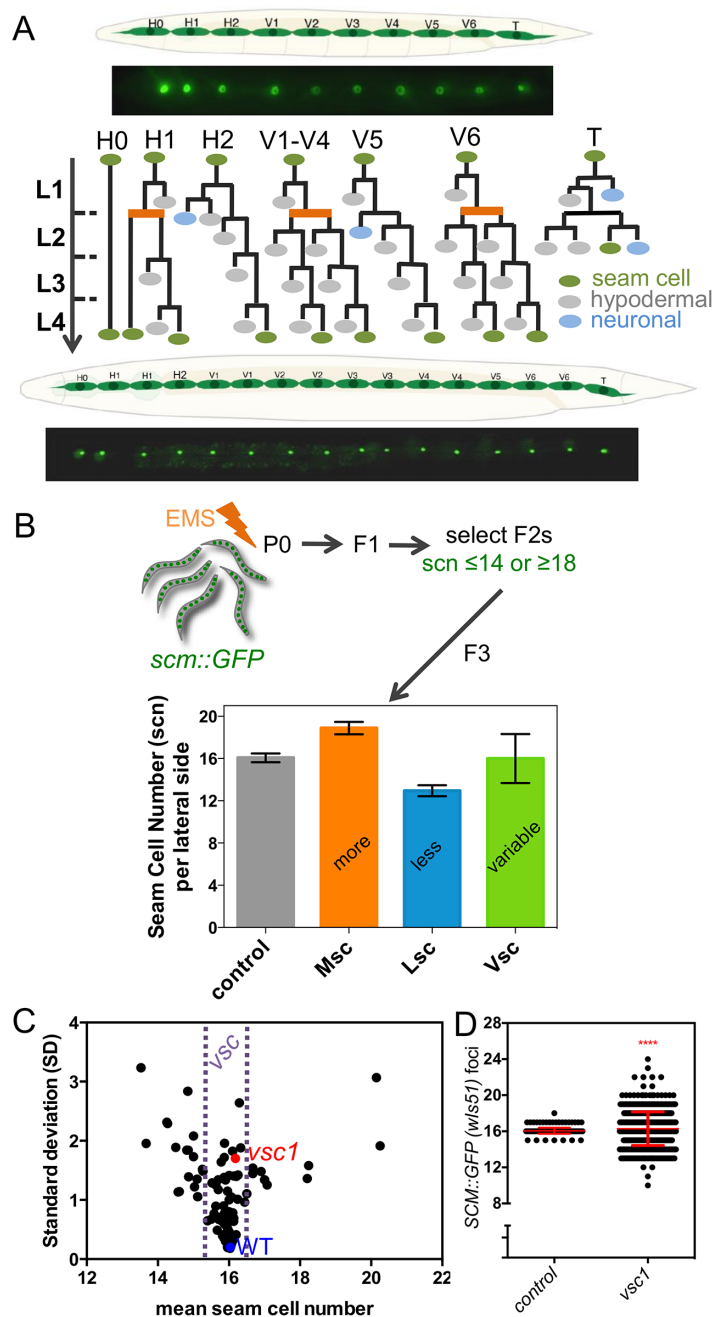 A
H0 H1 H2 V1 V2 V3 V4 V5 V6 T
H0 H1 H2 V1-V4 V5 V6 T
L1
L2
L3
L4
seam cell
hypodermal
neuronal
H0 H1 H1 H2 V1 V1 V2 V2 V3 V3 V4 V4 V5 V6 V6 T
B
EMS
P0
F1
select F2s
scn ≤14 or ≥18
scm::GFP
F3
Seam Cell Number (scn)
per lateral side
20
16
12
8
4
0
more
less
variable
control
Msc
Lsc
Vsc
C
Standard deviation (SD)
4
3
2
1
0
vsc
vsc1
WT
12 14 16 18 20 22
mean seam cell number
D
SCM::GFP (wIs51) foci
28
24
20
16
12
8
****
control
vsc1